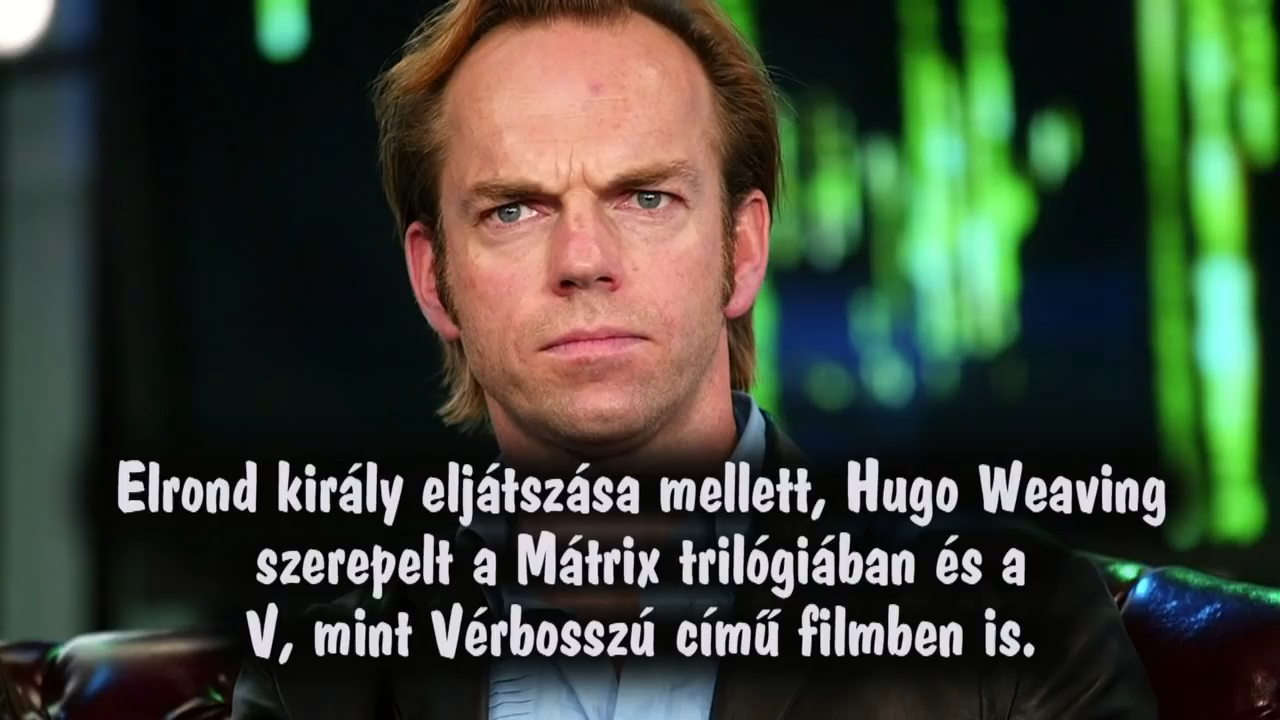 Elrond király eljátszása mellett, Hugo Weaving
szerepelt a Mátrix trilógiában és a
V, mint Vérbosszú című filmben is.